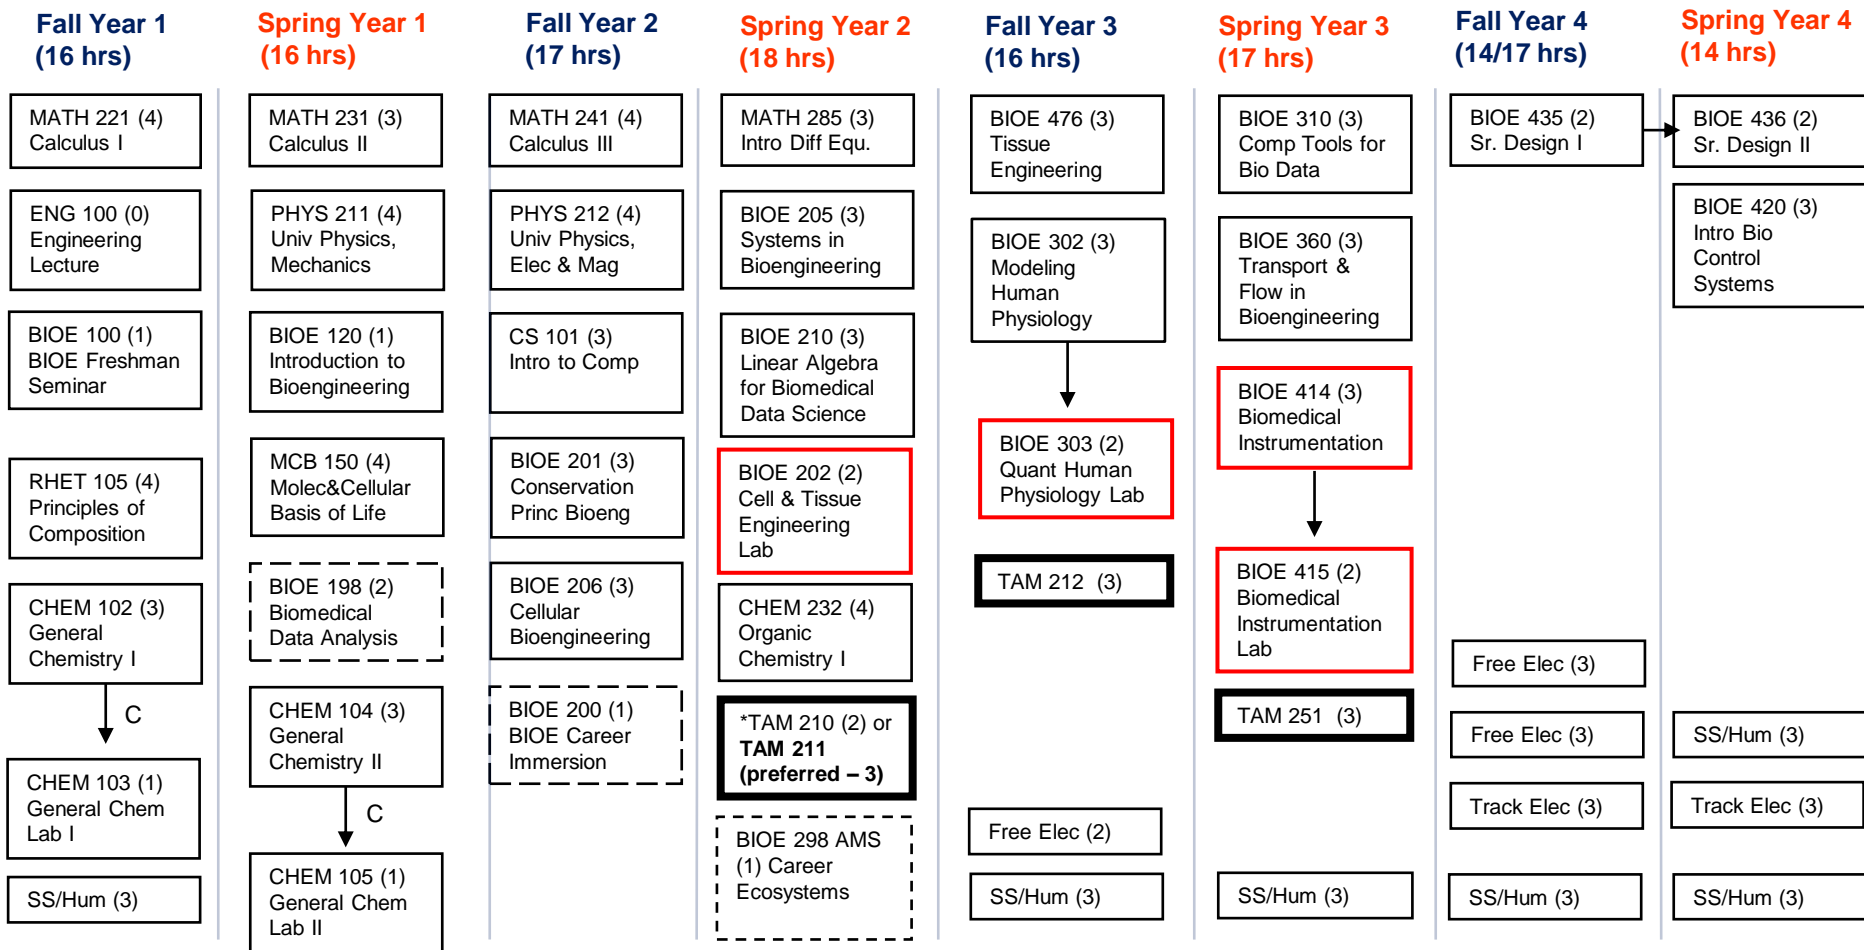 Fall Year 1
(16 hrs)
MATH 221 (4)
Calculus I
ENG 100 (0)
Engineering
Lecture
BIOE 100 (1)
BIOE Freshman
Seminar
RHET 105 (4)
Principles of
Composition
CHEM 102 (3)
General
Chemistry I
C
CHEM 103 (1)
General Chem
Lab I
SS/Hum (3)
Spring Year 1
(16 hrs)
MATH 231 (3)
Calculus II
PHYS 211 (4)
Univ Physics,
Mechanics
BIOE 120 (1)
Introduction to
Bioengineering
MCB 150 (4)
Molec&Cellular
Basis of Life
BIOE 198 (2)
Biomedical
Data Analysis
CHEM 104 (3)
General
Chemistry II
C
CHEM 105 (1)
General Chem
Lab II
Fall Year 2
(17 hrs)
MATH 241 (4)
Calculus III
PHYS 212 (4)
Univ Physics,
Elec & Mag
CS 101 (3)
Intro to Comp
BIOE 201 (3)
Conservation
Princ Bioeng
BIOE 206 (3)
Cellular
Bioengineering
BIOE 200 (1)
BIOE Career
Immersion
Spring Year 2
(18 hrs)
MATH 285 (3)
Intro Diff Equ.
BIOE 205 (3)
Systems in
Bioengineering
BIOE 210 (3)
Linear Algebra
for Biomedical
Data Science
BIOE 202 (2)
Cell & Tissue
Engineering
Lab
CHEM 232 (4)
Organic
Chemistry I
*TAM 210 (2) or
TAM 211
(preferred – 3)
BIOE 298 AMS
(1) Career
Ecosystems
Fall Year 3
(16 hrs)
BIOE 476 (3)
Tissue
Engineering
BIOE 302 (3)
Modeling
Human
Physiology
BIOE 303 (2)
Quant Human
Physiology Lab
TAM 212 (3)
Free Elec (2)
SS/Hum (3)
Spring Year 3
(17 hrs)
BIOE 310 (3)
Comp Tools for
Bio Data
BIOE 360 (3)
Transport &
Flow in
Bioengineering
BIOE 414 (3)
Biomedical
Instrumentation
BIOE 415 (2)
Biomedical
Instrumentation
Lab
TAM 251 (3)
SS/Hum (3)
Fall Year 4
(14/17 hrs)
BIOE 435 (2)
Sr. Design I
Free Elec (3)
Free Elec (3)
Track Elec (3)
SS/Hum (3)
Spring Year 4
(14 hrs)
BIOE 436 (2)
Sr. Design II
BIOE 420 (3)
Intro Bio
Control
Systems
SS/Hum (3)
Track Elec (3)
SS/Hum (3)